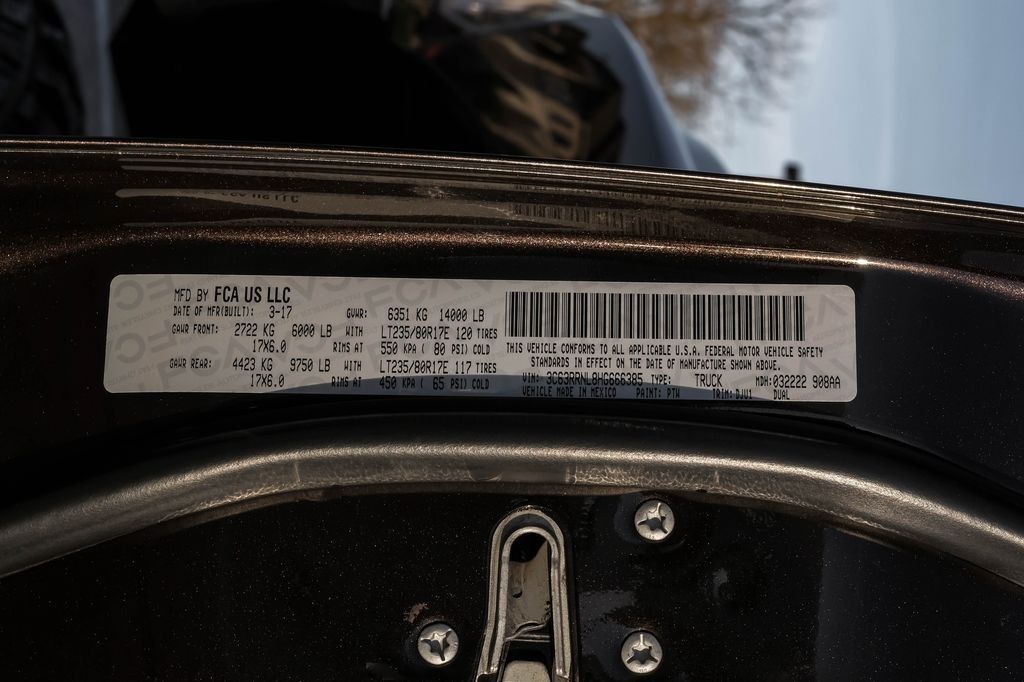 MFD BY FCA US LLC
DATE OF MFR(BUILT): 3-17 GVWR: 6351 KG 14000 LB
GAWR FRONT: 2722 KG 6000 LB WITH LT235/80R17E 120 TIRES
17X6.0 RIMS AT 550 KPA ( 80 PSI) COLD
GAWR REAR: 4423 KG 9750 LB WITH LT235/80R17E 117 TIRES
17X6.0 RIMS AT 450 KPA ( 65 PSI) COLD
THIS VEHICLE CONFORMS TO ALL APPLICABLE U.S.A. FEDERAL MOTOR VEHICLE SAFETY
STANDARDS IN EFFECT ON THE DATE OF MANUFACTURE SHOWN ABOVE.
VIN: 3C63RRNL8HG666385 TYPE: TRUCK MDH: 032222 908AA
VEHICLE MADE IN MEXICO PAINT: PTW TRIM: DJV1 DUAL